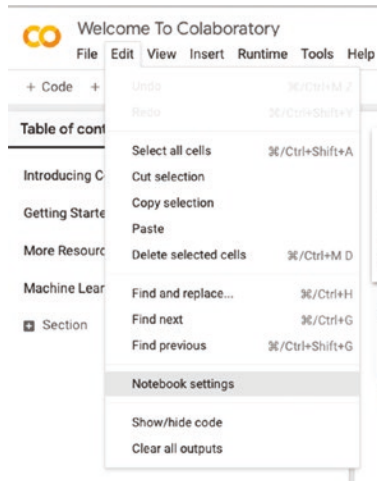 CO Welcome To Colaboratory
File Edit View Insert Runtime Tools Help
+ Code +
Undo ⌘/Ctrl+M Z
Redo ⌘/Ctrl+Shift+Y
Table of cont
Select all cells ⌘/Ctrl+Shift+A
Introducing C
Cut selection
Copy selection
Getting Starte
Paste
More Resourc
Delete selected cells ⌘/Ctrl+M D
Machine Lear
Find and replace... ⌘/Ctrl+H
Section
Find next ⌘/Ctrl+G
Find previous ⌘/Ctrl+Shift+G
Notebook settings
Show/hide code
Clear all outputs